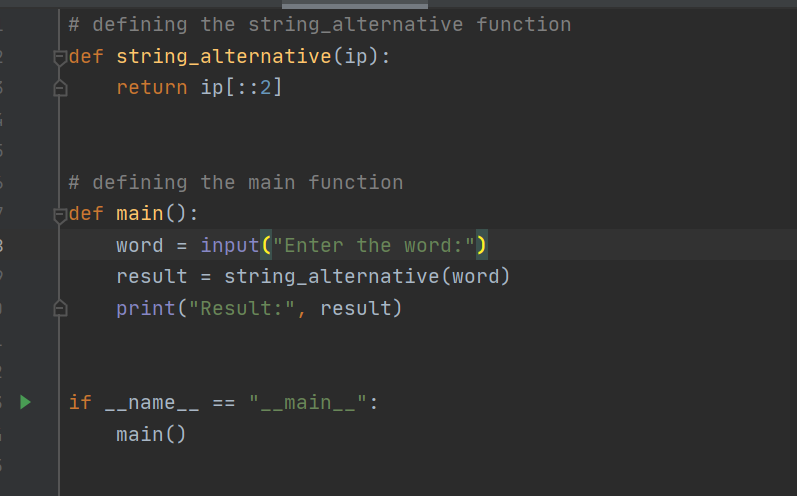 # defining the string_alternative function
def string_alternative(ip):
    return ip[::2]
# defining the main function
def main():
    word = input("Enter the word:")
    result = string_alternative(word)
    print("Result:", result)
if __name__ == "__main__":
    main()